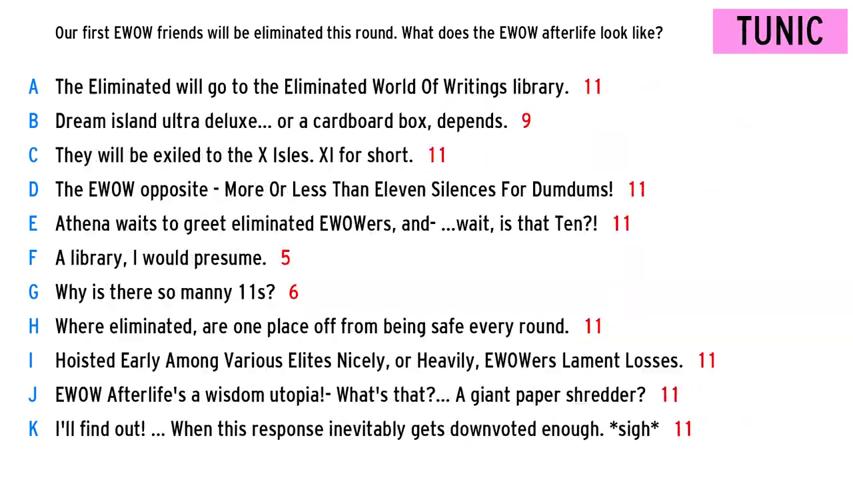 Our first EWOW friends will be eliminated this round. What does the EWOW afterlife look like?
TUNIC
A The Eliminated will go to the Eliminated World Of Writings library. 11
B Dream island ultra deluxe... or a cardboard box, depends. 9
C They will be exiled to the X Isles. XI for short. 11
D The EWOW opposite - More Or Less Than Eleven Silences For Dumdums! 11
E Athena waits to greet eliminated EWOWers, and- ...wait, is that Ten?! 11
F A library, I would presume. 5
G Why is there so manny 11s? 6
H Where eliminated, are one place off from being safe every round. 11
I Hoisted Early Among Various Elites Nicely, or Heavily, EWOWers Lament Losses. 11
J EWOW Afterlife's a wisdom utopia!- What's that?... A giant paper shredder? 11
K I'll find out! ... When this response inevitably gets downvoted enough. *sigh* 11